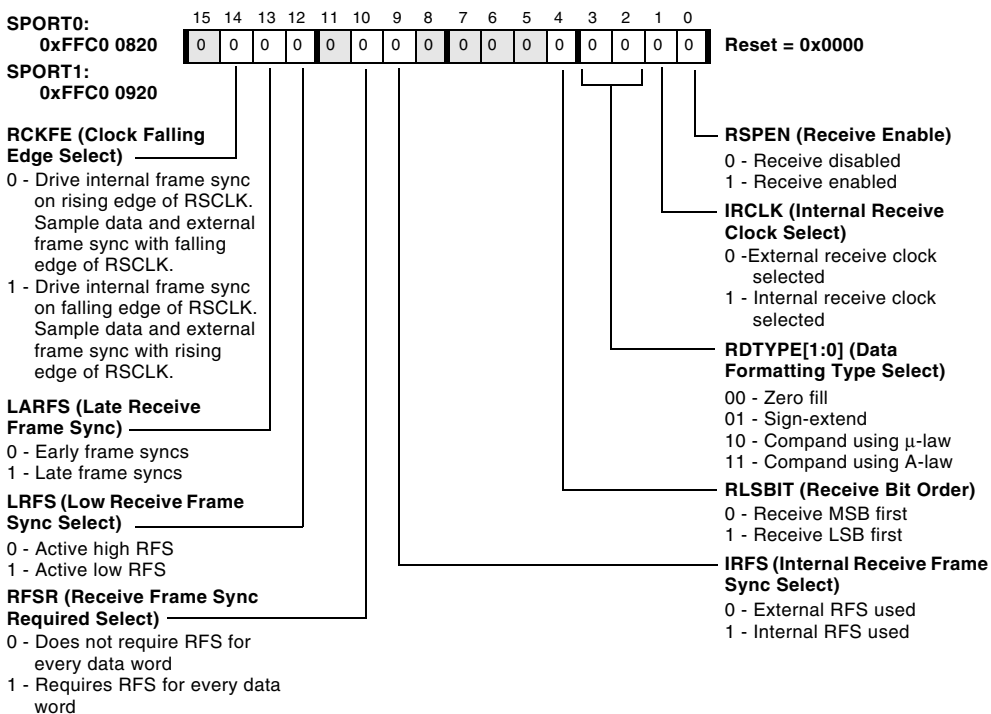 SPORT0:
0xFFC0 0820
SPORT1:
0xFFC0 0920
15 14 13 12 11 10 9 8 7 6 5 4 3 2 1 0
0 0 0 0 0 0 0 0 0 0 0 0 0 0 0 0
Reset = 0x0000
RCKFE (Clock Falling
Edge Select)
0 - Drive internal frame sync
on rising edge of RSCLK.
Sample data and external
frame sync with falling
edge of RSCLK.
1 - Drive internal frame sync
on falling edge of RSCLK.
Sample data and external
frame sync with rising
edge of RSCLK.
LARFS (Late Receive
Frame Sync)
0 - Early frame syncs
1 - Late frame syncs
LRFS (Low Receive Frame
Sync Select)
0 - Active high RFS
1 - Active low RFS
RFSR (Receive Frame Sync
Required Select)
0 - Does not require RFS for
every data word
1 - Requires RFS for every data
word
RSPEN (Receive Enable)
0 - Receive disabled
1 - Receive enabled
IRCLK (Internal Receive
Clock Select)
0 -External receive clock
selected
1 - Internal receive clock
selected
RDTYPE[1:0] (Data
Formatting Type Select)
00 - Zero fill
01 - Sign-extend
10 - Compand using μ-law
11 - Compand using A-law
RLSBIT (Receive Bit Order)
0 - Receive MSB first
1 - Receive LSB first
IRFS (Internal Receive Frame
Sync Select)
0 - External RFS used
1 - Internal RFS used